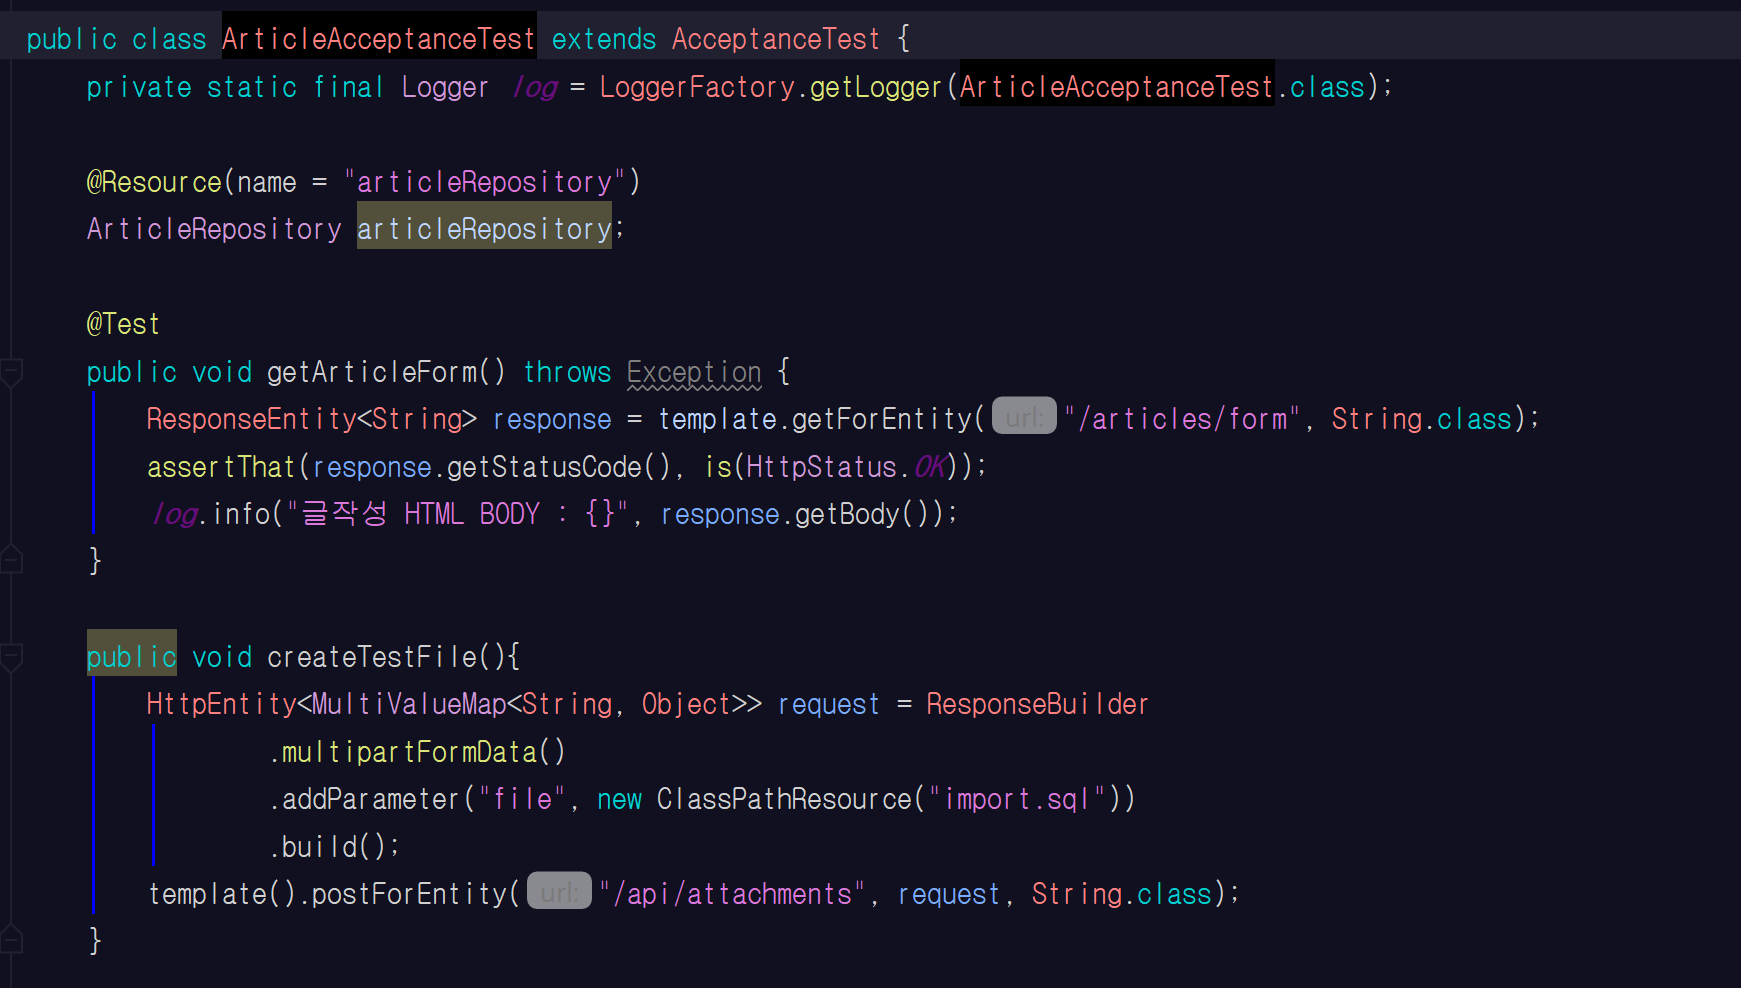 public class ArticleAcceptanceTest extends AcceptanceTest {
private static final Logger log = LoggerFactory.getLogger(ArticleAcceptanceTest.class);
@Resource(name = "articleRepository")
ArticleRepository articleRepository;
@Test
public void getArticleForm() throws Exception {
ResponseEntity<String> response = template.getForEntity( url: "/articles/form", String.class);
assertThat(response.getStatusCode(), is(HttpStatus.OK));
log.info("글작성 HTML BODY : {}", response.getBody());
}
public void createTestFile(){
HttpEntity<MultiValueMap<String, Object>> request = ResponseBuilder
.multipartFormData()
.addParameter("file", new ClassPathResource("import.sql"))
.build();
template().postForEntity( url: "/api/attachments", request, String.class);
}